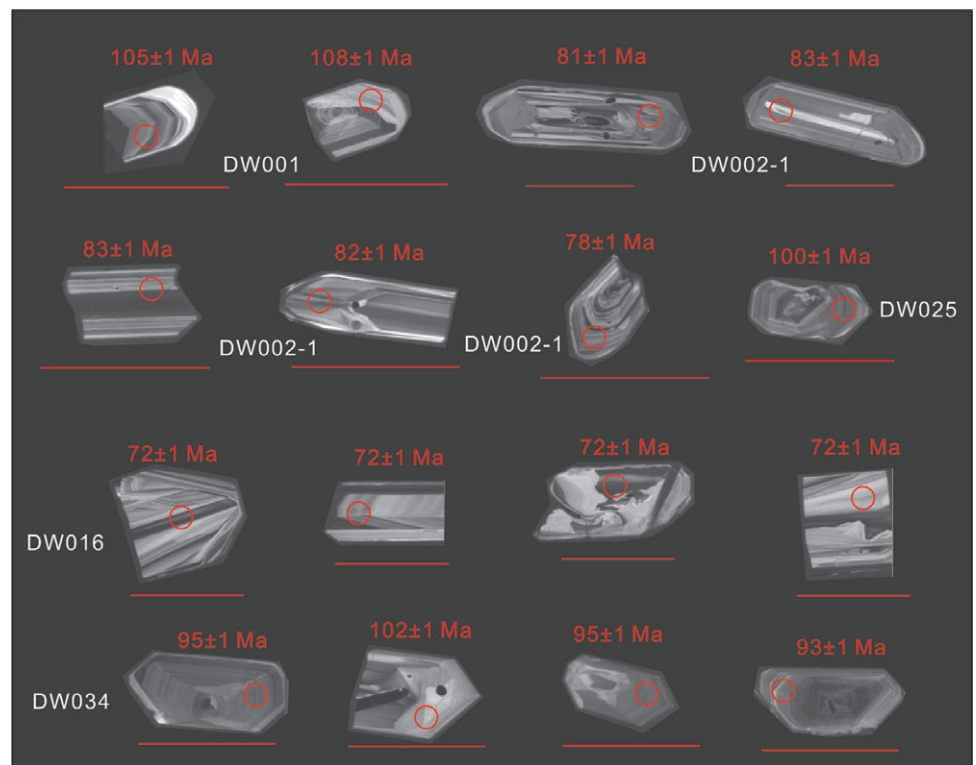 105±1 Ma
108±1 Ma
81±1 Ma
83±1 Ma
DW001
DW002-1
83±1 Ma
82±1 Ma
78±1 Ma
100±1 Ma
DW025
DW002-1
DW002-1
72±1 Ma
72±1 Ma
72±1 Ma
72±1 Ma
DW016
95±1 Ma
102±1 Ma
95±1 Ma
93±1 Ma
DW034